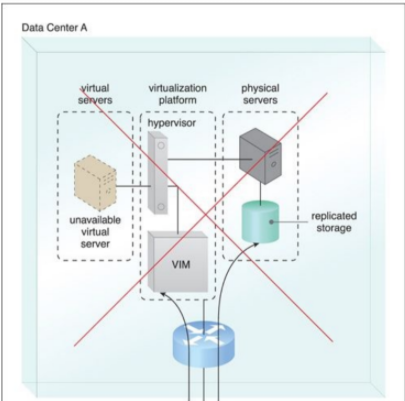 Data Center A
virtual
servers
virtualization
platform
physical
servers
hypervisor
unavailable
virtual
server
replicated
storage
VIM